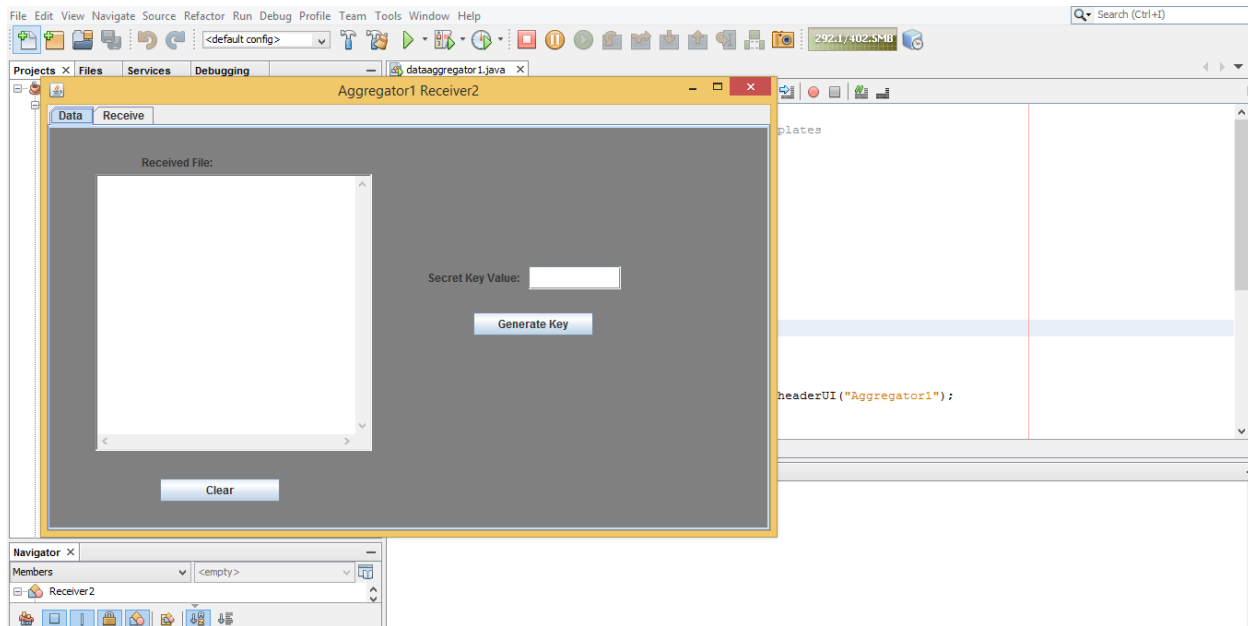 File Edit View Navigate Source Refactor Run Debug Profile Team Tools Window Help
Search (Ctrl+I)
<default config>
292.1/402.5MB
Projects Files Services Debugging
dataaggregator1.java
Aggregator1 Receiver2
Data Receive
plates
Received File:
Secret Key Value:
Generate Key
headerUI("Aggregator1");
Clear
Navigator
Members <empty>
Receiver2